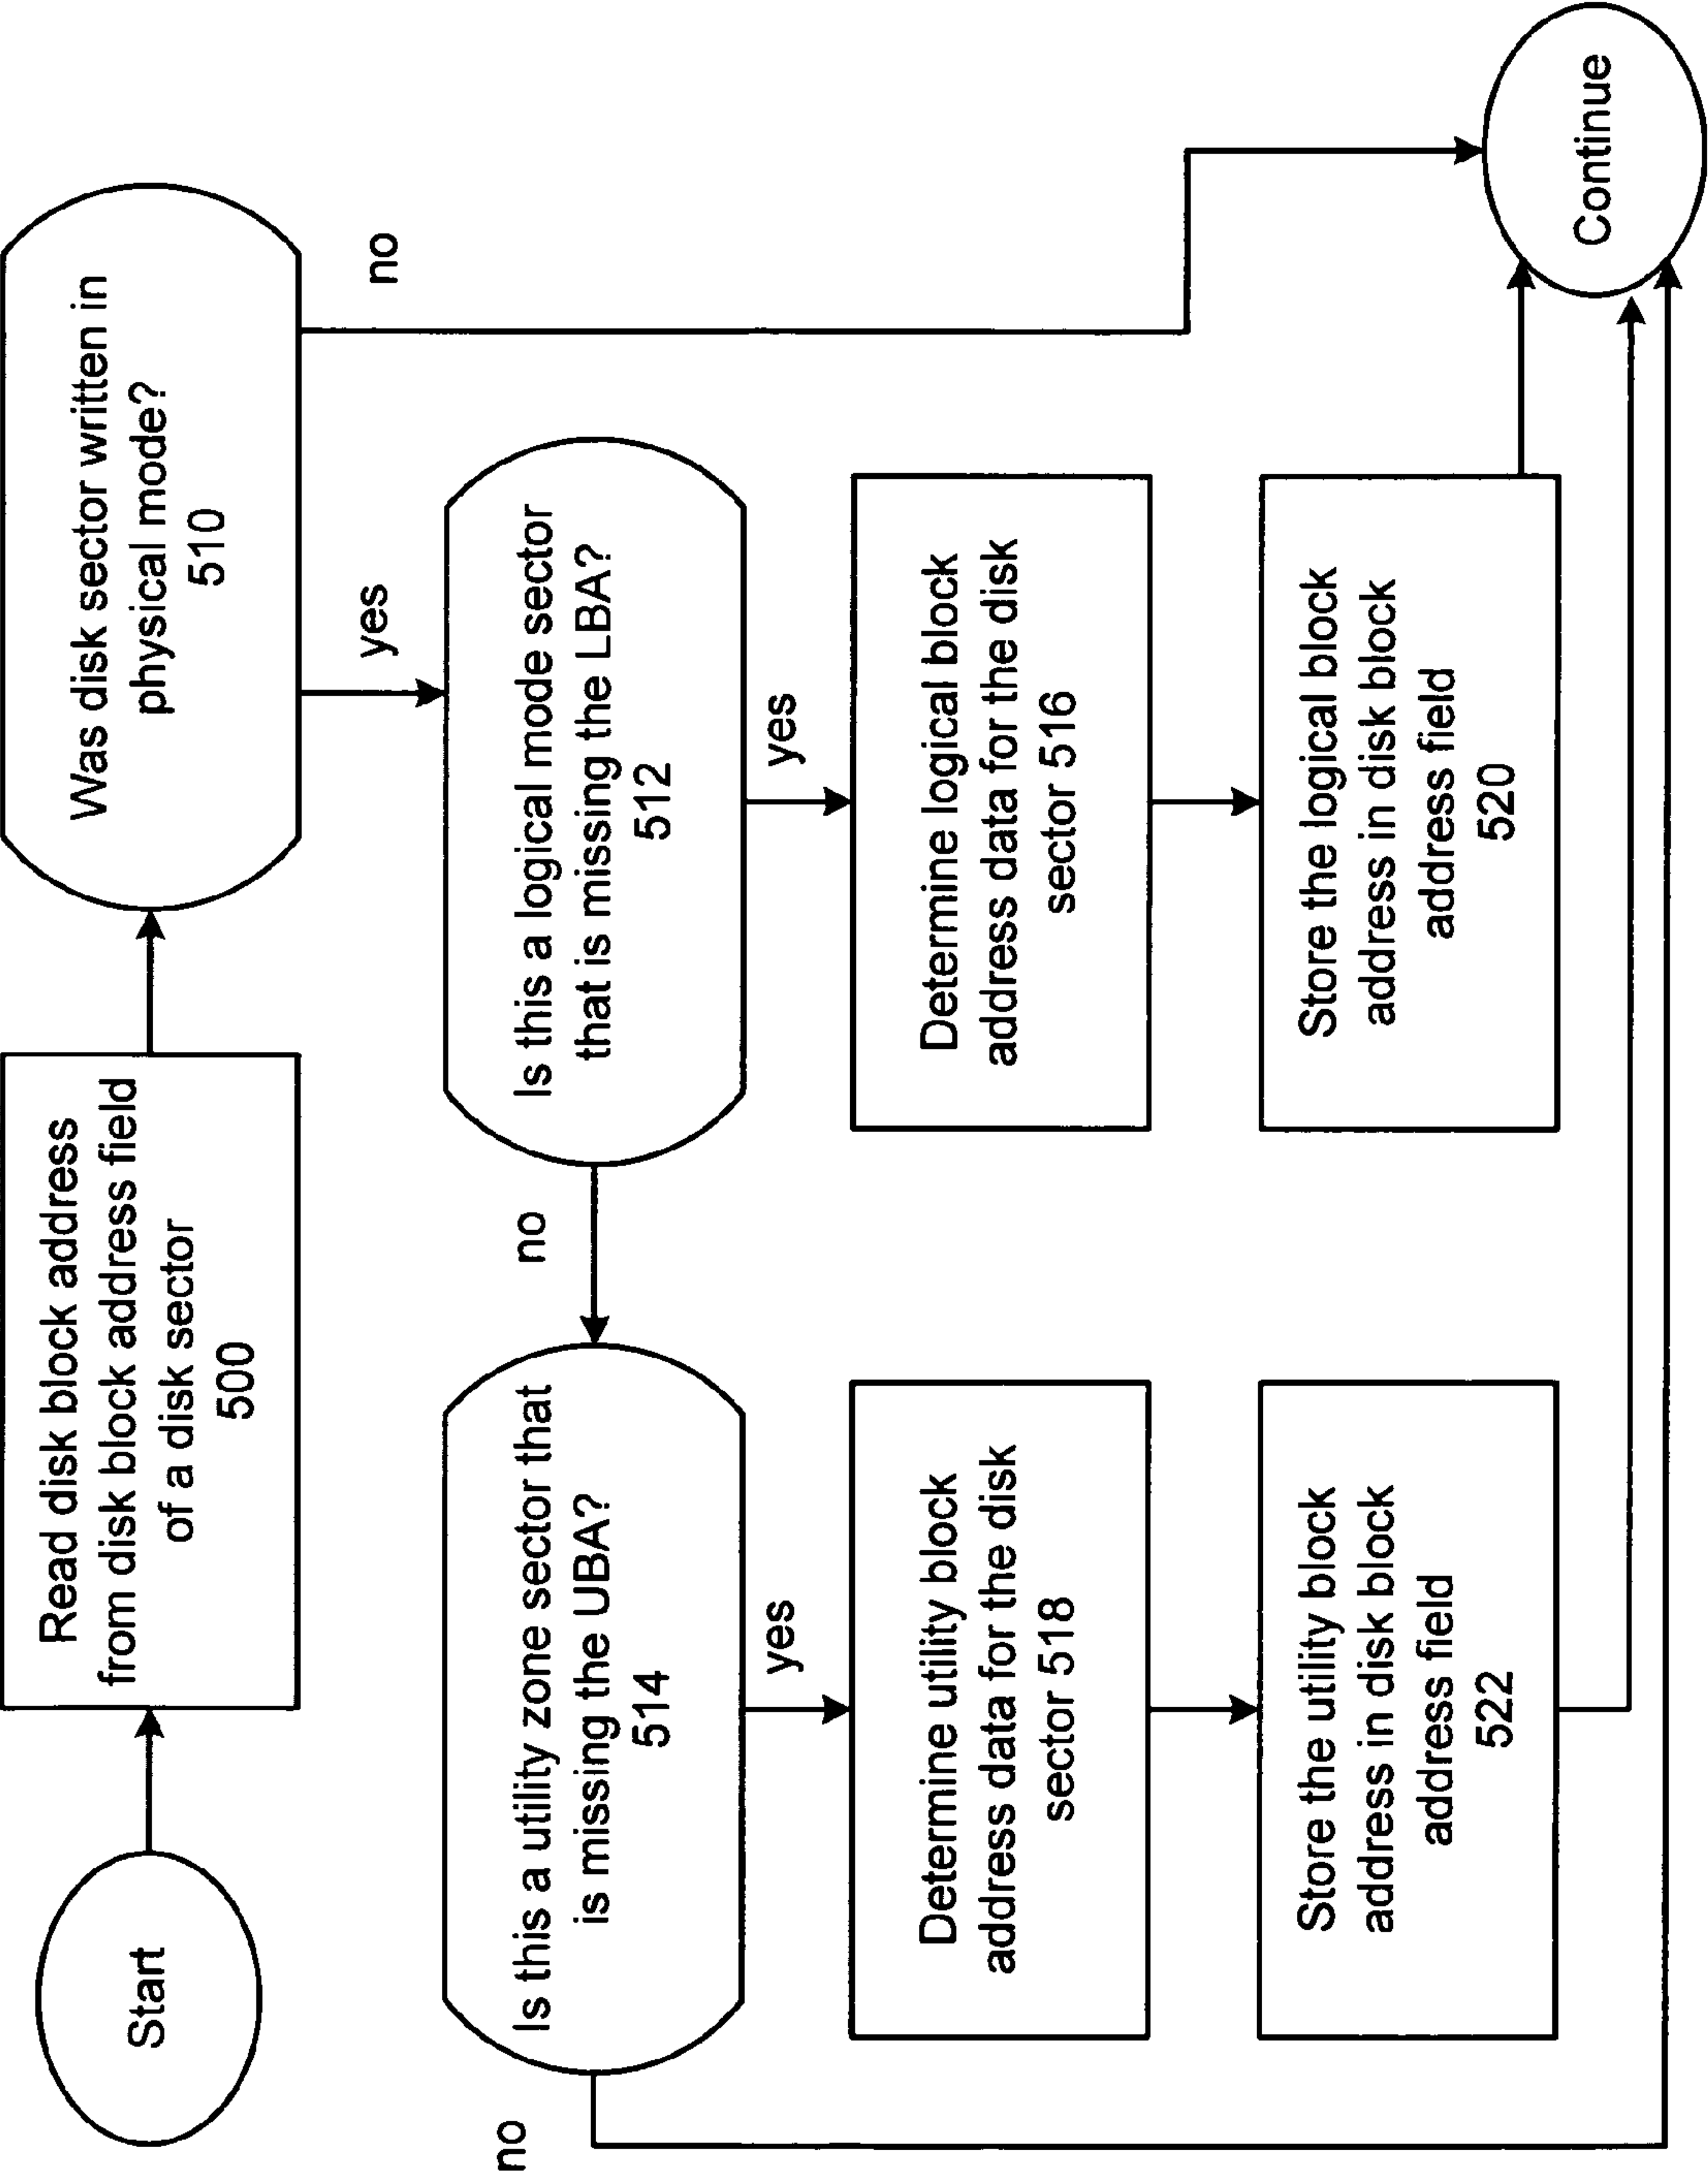 Start
Read disk block address
from disk block address field
of a disk sector
500
Was disk sector written in
physical mode?
510
no
yes
Is this a logical mode sector
that is missing the LBA?
512
no
yes
Is this a utility zone sector that
is missing the UBA?
514
no
yes
Determine utility block
address data for the disk
sector 518
Determine logical block
address data for the disk
sector 516
Store the utility block
address in disk block
address field
522
Store the logical block
address in disk block
address field
520
Continue